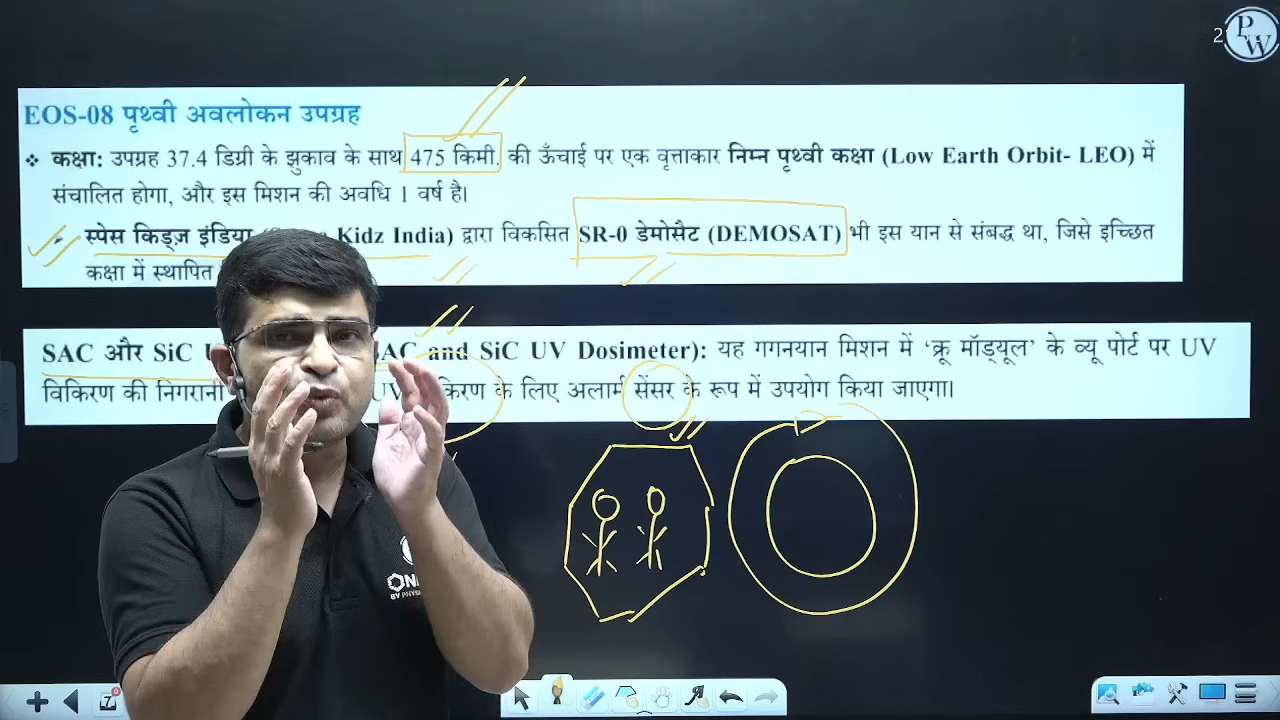 2
PW
EOS-08 पृथ्वी अवलोकन उपग्रह
❖ कक्षा: उपग्रह 37.4 डिग्री के झुकाव के साथ 475 किमी. की ऊँचाई पर एक वृत्ताकार निम्न पृथ्वी कक्षा (Low Earth Orbit- LEO) में
संचालित होगा, और इस मिशन की अवधि 1 वर्ष है।
स्पेस किड्ज़ इंडिया Kidz India) द्वारा विकसित SR-0 डेमोसैट (DEMOSAT) भी इस यान से संबद्ध था, जिसे इच्छित
कक्षा में स्थापित
SAC और SiC and SiC UV Dosimeter): यह गगनयान मिशन में ‘क्रू मॉड्यूल’ के व्यू पोर्ट पर UV
विकिरण की निगरानी UV के लिए अलार्म सेंसर के रूप में उपयोग किया जाएगा।